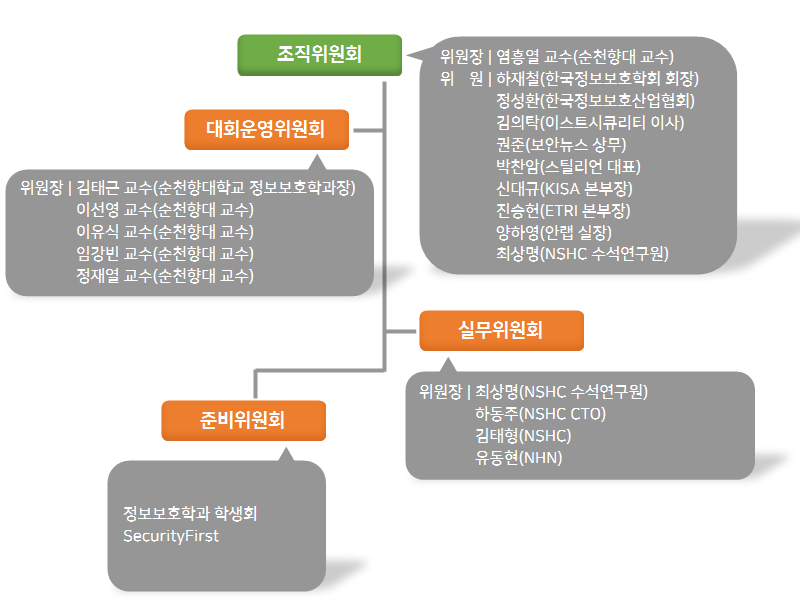 조직위원회
위원장 | 염흥열 교수(순천향대 교수)
위 원 | 하재철(한국정보보호학회 회장)
정성환(한국정보보호산업협회)
김의탁(이스트시큐리티 이사)
권준(보안뉴스 상무)
박찬암(스틸리언 대표)
신대규(KISA 본부장)
진승헌(ETRI 본부장)
양하영(안랩 실장)
최상명(NSHC 수석연구원)
대회운영위원회
위원장 | 김태근 교수(순천향대학교 정보보호학과장)
이선영 교수(순천향대 교수)
이유식 교수(순천향대 교수)
임강빈 교수(순천향대 교수)
정재열 교수(순천향대 교수)
실무위원회
위원장 | 최상명(NSHC 수석연구원)
하동주(NSHC CTO)
김태형(NSHC)
유동현(NHN)
준비위원회
정보보호학과 학생회
SecurityFirst